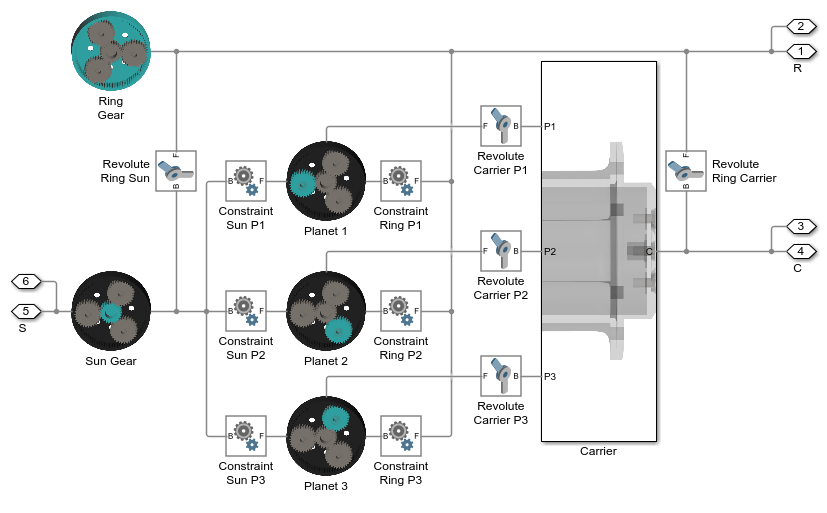 2
1
R
Ring
Gear
F
Revolute
Ring Sun
B
F
B
P1
Revolute
Carrier P1
F
Revolute
Ring Carrier
B
B
F
Constraint
Sun P1
Planet 1
B
F
Constraint
Ring P1
3
4
C
F
B
P2
C
Revolute
Carrier P2
6
5
S
Sun Gear
B
F
Constraint
Sun P2
Planet 2
B
F
Constraint
Ring P2
F
B
P3
Revolute
Carrier P3
B
F
Constraint
Sun P3
Planet 3
B
F
Constraint
Ring P3
Carrier